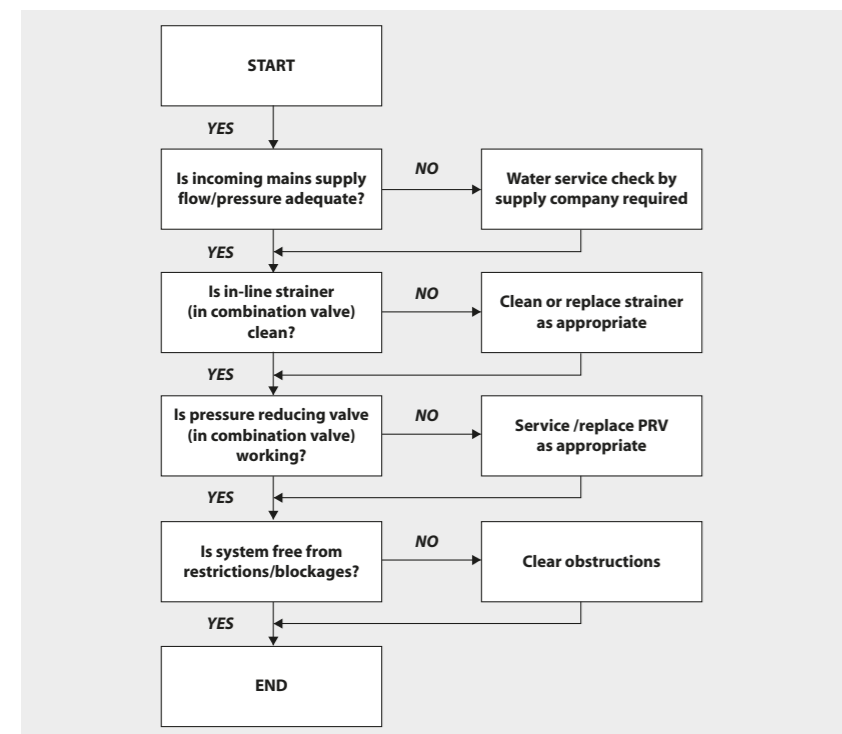 START
YES
Is incoming mains supply
flow/pressure adequate?
NO
Water service check by
supply company required
YES
Is in-line strainer
(in combination valve)
clean?
NO
Clean or replace strainer
as appropriate
YES
Is pressure reducing valve
(in combination valve)
working?
NO
Service /replace PRV
as appropriate
YES
Is system free from
restrictions/blockages?
NO
Clear obstructions
YES
END